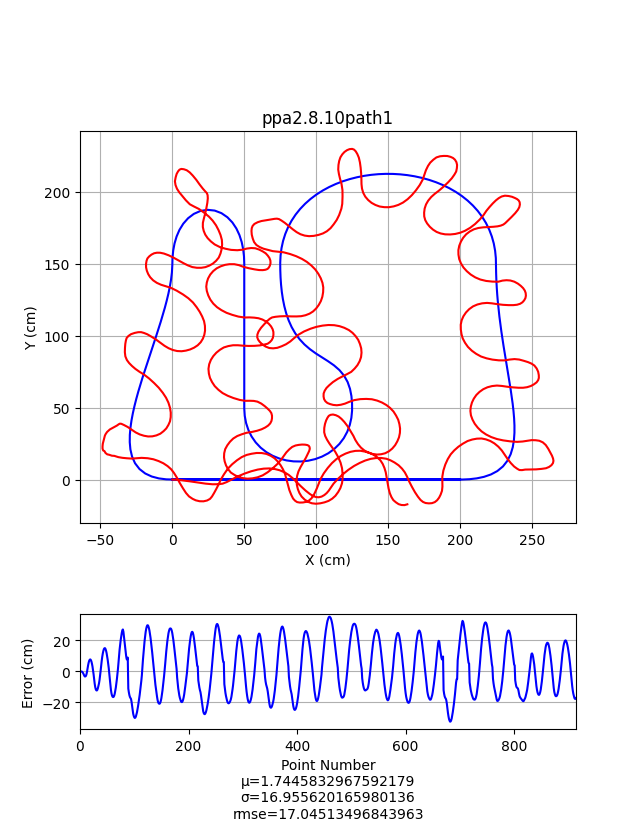 ppa2.8.10path1
200
150
100
50
0
Y (cm)
−50 0 50 100 150 200 250
X (cm)
20
0
−20
Error (cm)
0 200 400 600 800
Point Number
μ=1.7445832967592179
σ=16.955620165980136
rmse=17.04513496843963